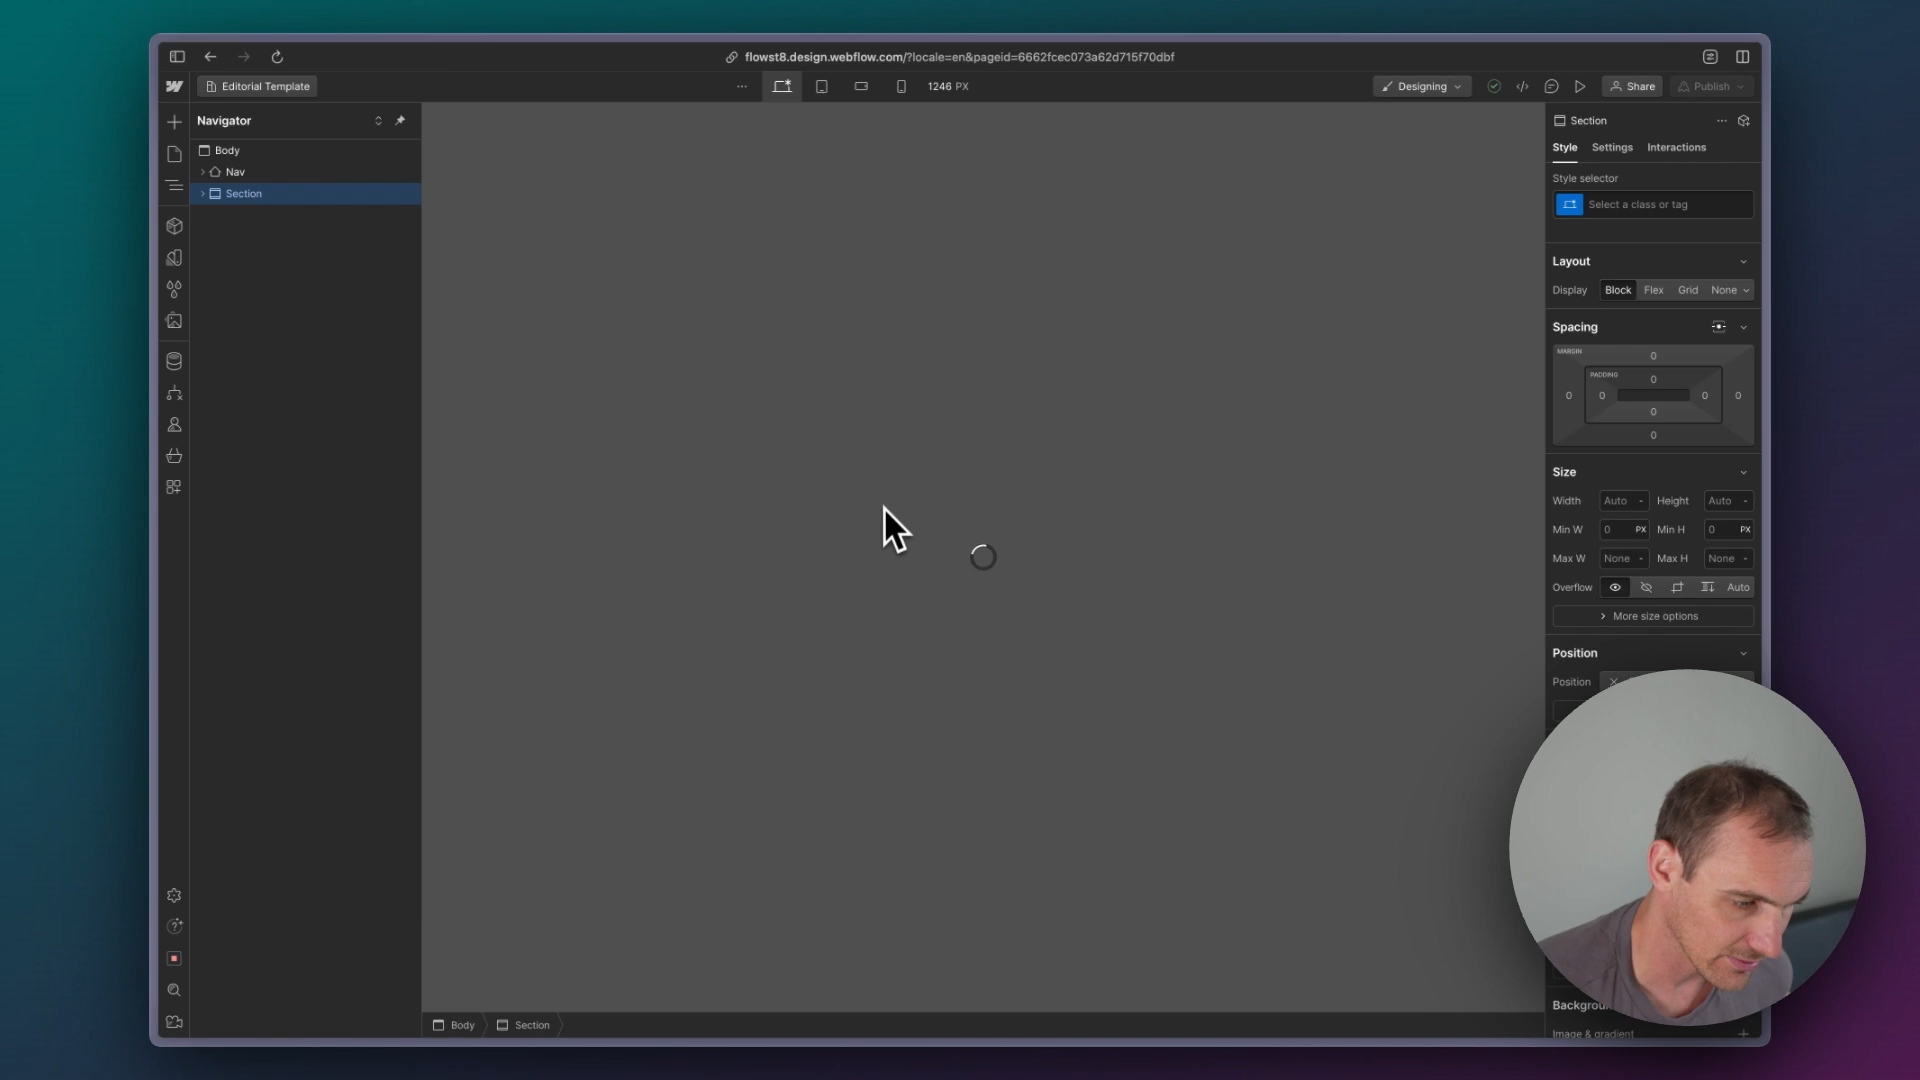 flowst8.design.webflow.com/?locale=en&pageid=6662fcec073a62d715f70dbf
Editorial Template
1246 PX
Designing
Share
Publish
Navigator
Body
Nav
Section
Section
Style
Settings
Interactions
Style selector
Select a class or tag
Layout
Display
Block
Flex
Grid
None
Spacing
MARGIN
0
PADDING
0
0
0
0
0
0
0
Size
Width
Auto
-
Height
Auto
-
Min W
0
PX
Min H
0
PX
Max W
None
-
Max H
None
-
Overflow
Auto
More size options
Position
Position
Image & gradient
Body
Section